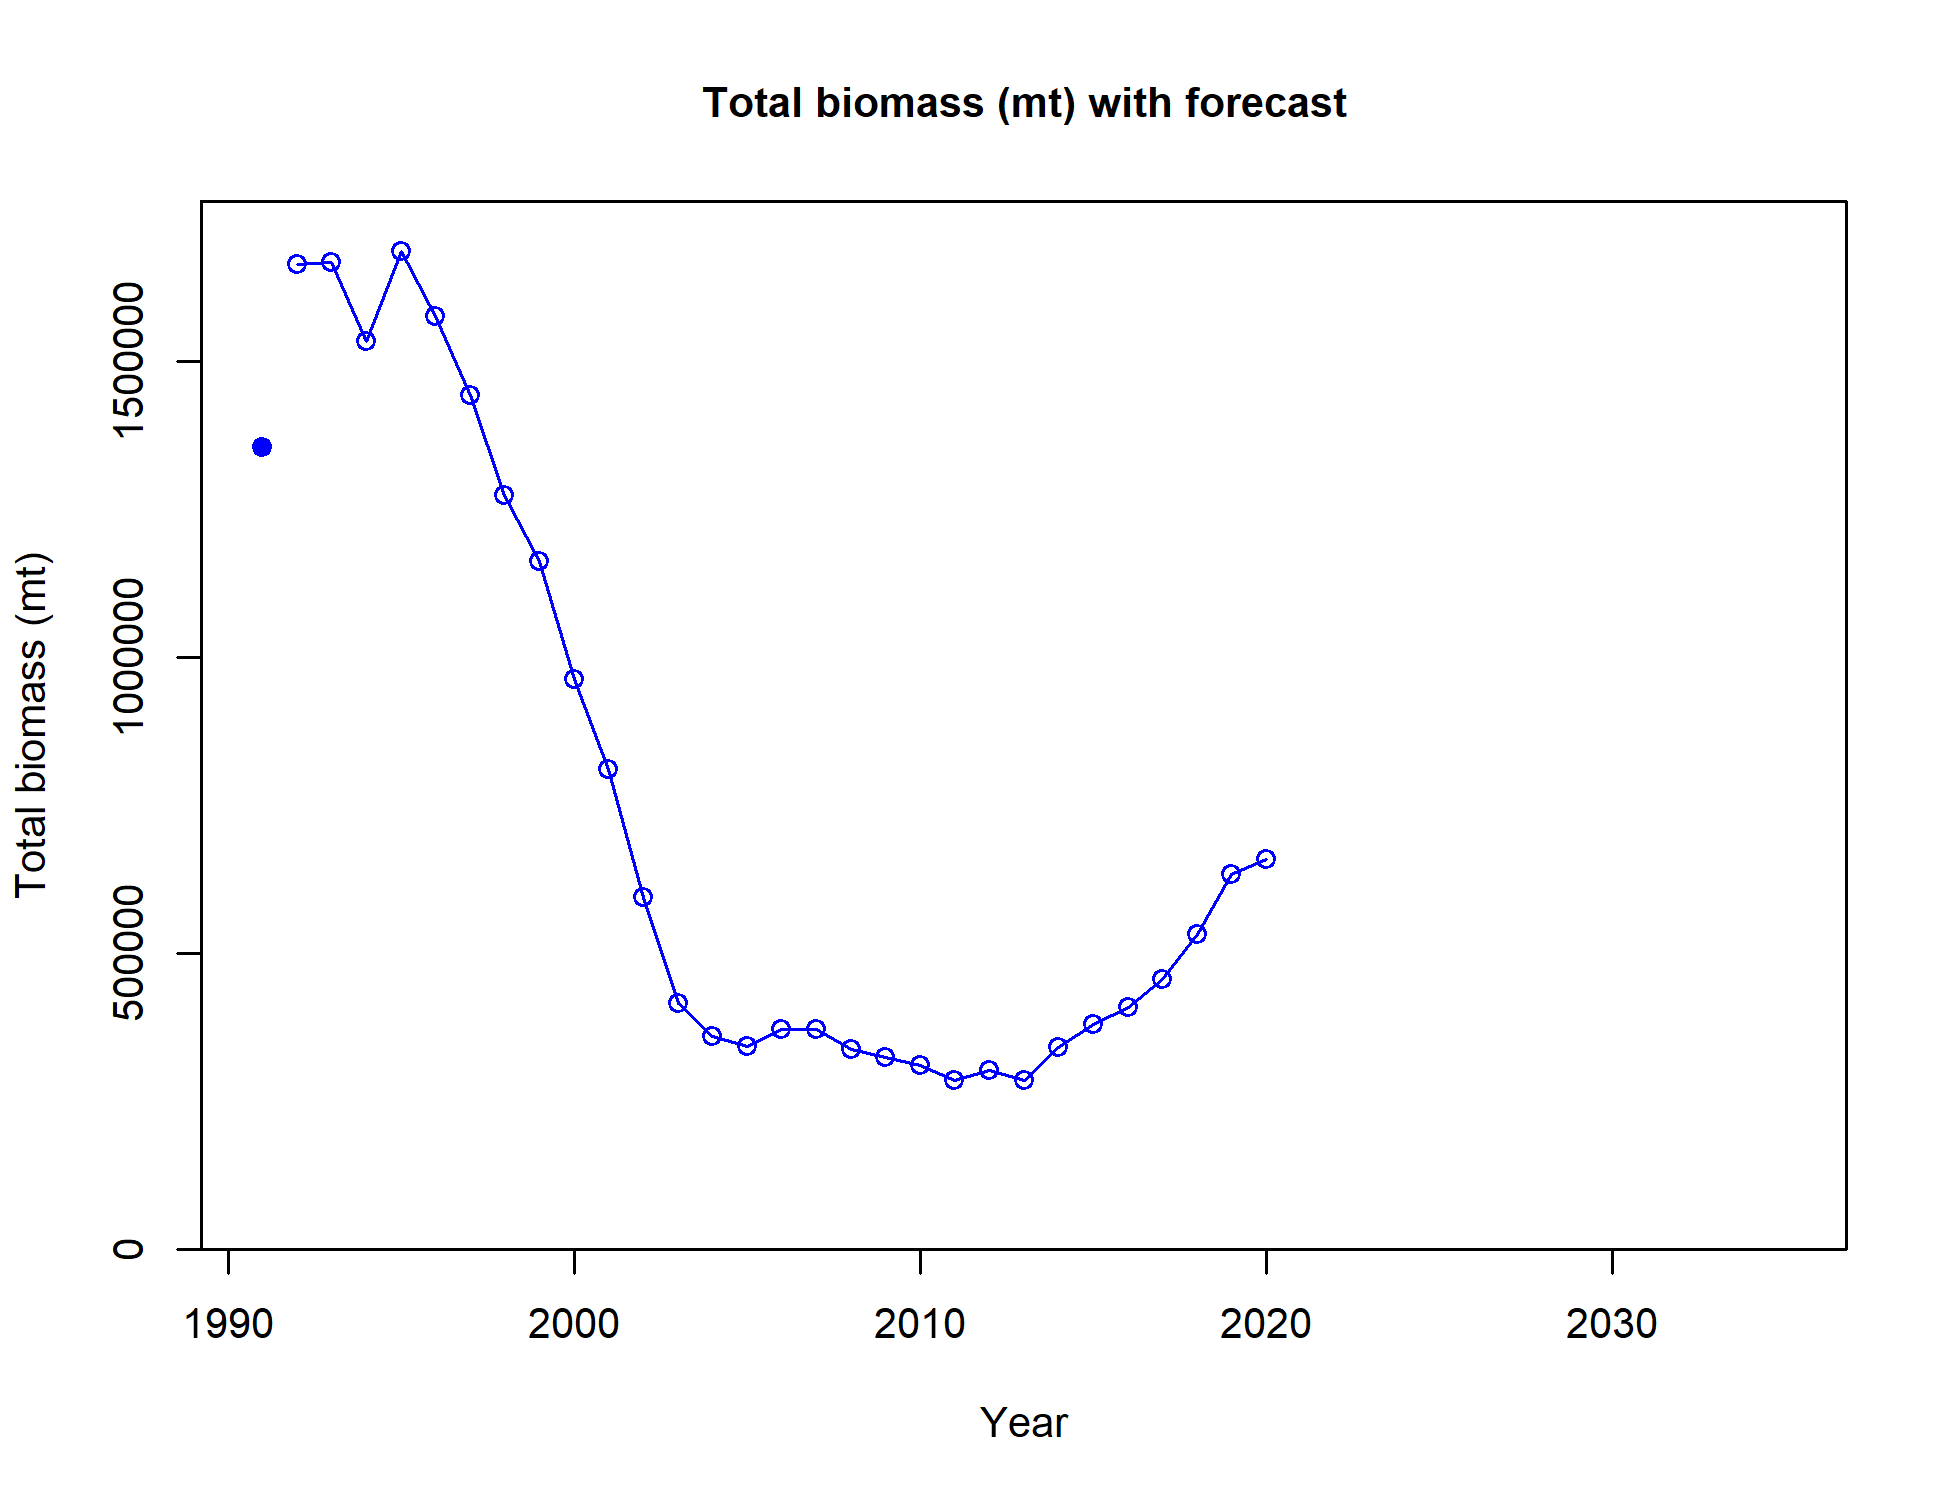 Total biomass (mt) with forecast
Total biomass (mt)
1500000
1000000
500000
0
1990 2000 2010 2020 2030
Year